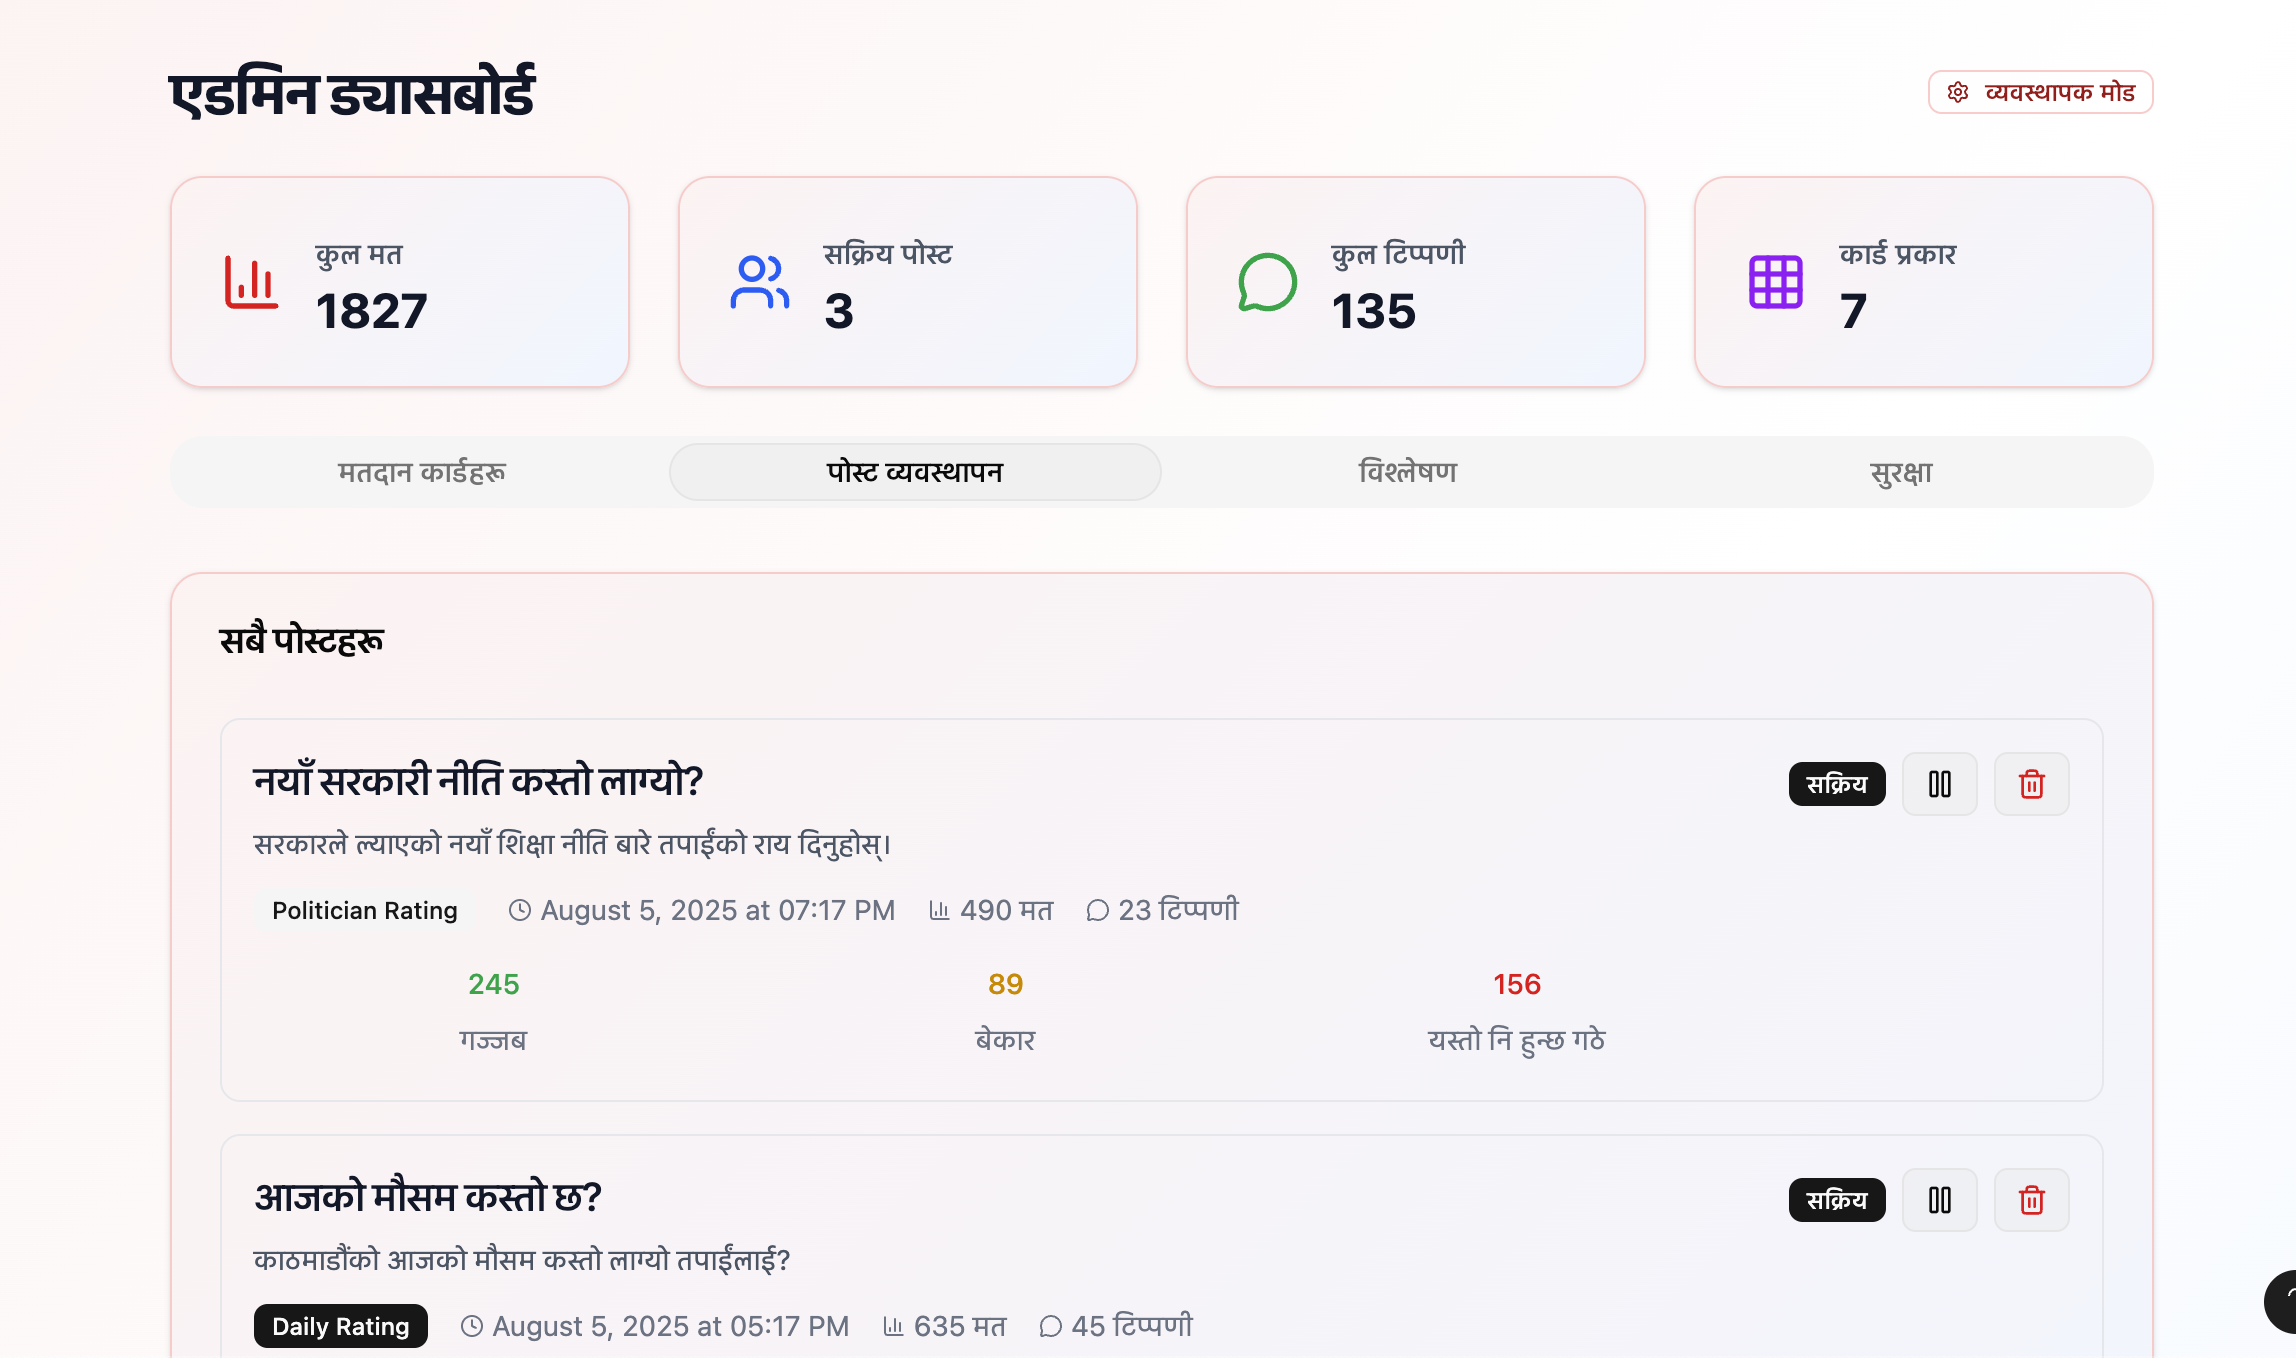 एडमिन ड्यासबोर्ड
व्यवस्थापक मोड
कुल मत
1827
सक्रिय पोस्ट
3
कुल टिप्पणी
135
कार्ड प्रकार
7
मतदान कार्डहरू
पोस्ट व्यवस्थापन
विश्लेषण
सुरक्षा
सबै पोस्टहरू
नयाँ सरकारी नीति कस्तो लाग्यो?
सक्रिय
सरकारले ल्याएको नयाँ शिक्षा नीति बारे तपाईंको राय दिनुहोस्।
Politician Rating August 5, 2025 at 07:17 PM 490 मत 23 टिप्पणी
245
गज्जब
89
बेकार
156
यस्तो नि हुन्छ गठे
आजको मौसम कस्तो छ?
सक्रिय
काठमाडौंको आजको मौसम कस्तो लाग्यो तपाईंलाई?
Daily Rating August 5, 2025 at 05:17 PM 635 मत 45 टिप्पणी